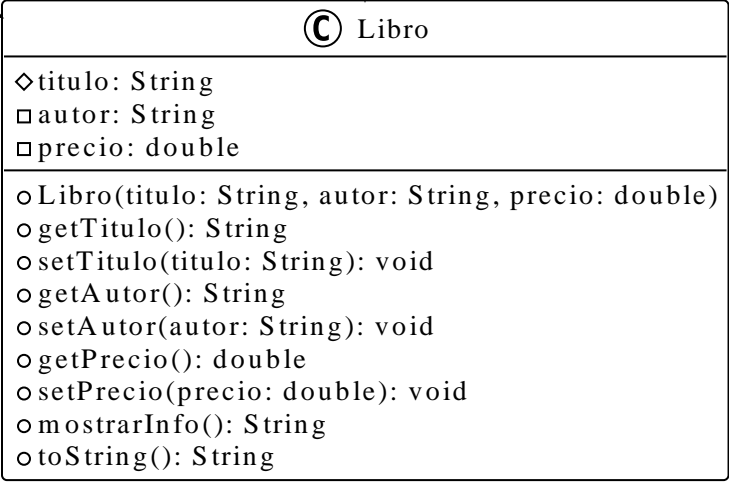 C Libro
titulo: String
autor: String
precio: double
Libro(titulo: String, autor: String, precio: double)
getTitulo(): String
setTitulo(titulo: String): void
getAutor(): String
setAutor(autor: String): void
getPrecio(): double
setPrecio(precio: double): void
mostrarInfo(): String
toString(): String